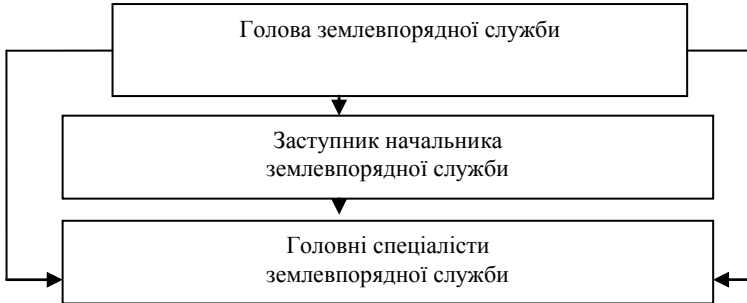 Голова землевпорядної служби
Заступник начальника
землевпорядної служби
Головні спеціалісти
землевпорядної служби